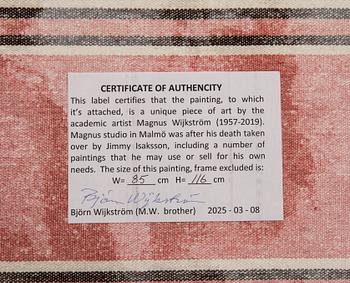 CERTIFICATE OF AUTHENCITY
This label certifies that the painting, to which
it's attached, is a unique piece of art by the
academic artist Magnus Wijkström (1957-2019).
Magnus studio in Malmö was after his death taken
over by Jimmy Isaksson, including a number of
paintings that he may use or sell for his own
needs. The size of this painting, frame excluded is:
W= 85 cm H= 116 cm
Björn Wijkström
Björn Wijkström (M.W. brother) 2025 - 03 - 08